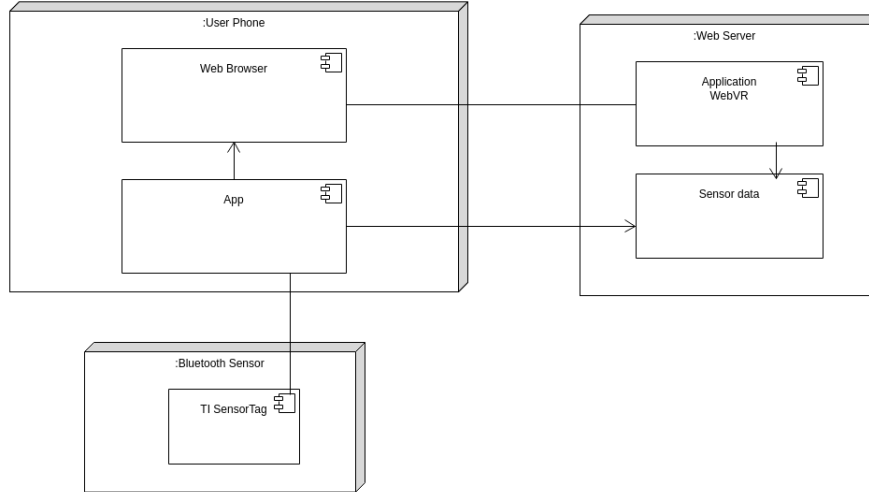 :User Phone
:Web Server
Web Browser
Application
WebVR
App
Sensor data
:Bluetooth Sensor
TI SensorTag